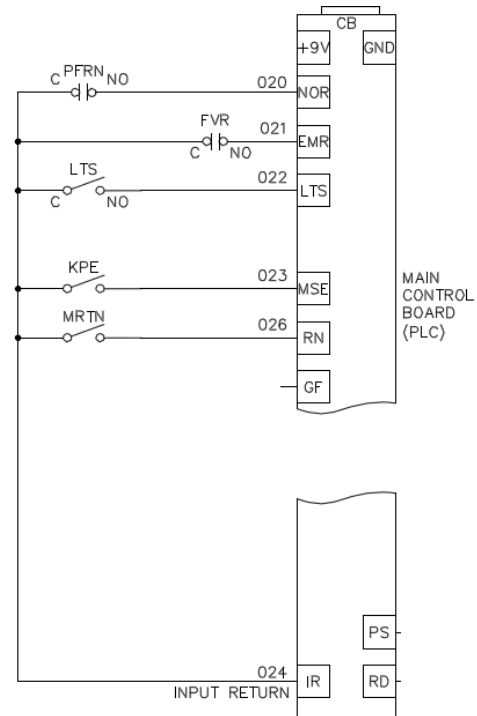 CB
+9V GND
C PFRN NO 020 NOR
FVR 021 EMR
C NO
LTS 022 LTS
C NO
KPE 023 MSE
MAIN
CONTROL
BOARD
(PLC)
MRTN 026 RN
GF
PS
024 IR RD
INPUT RETURN